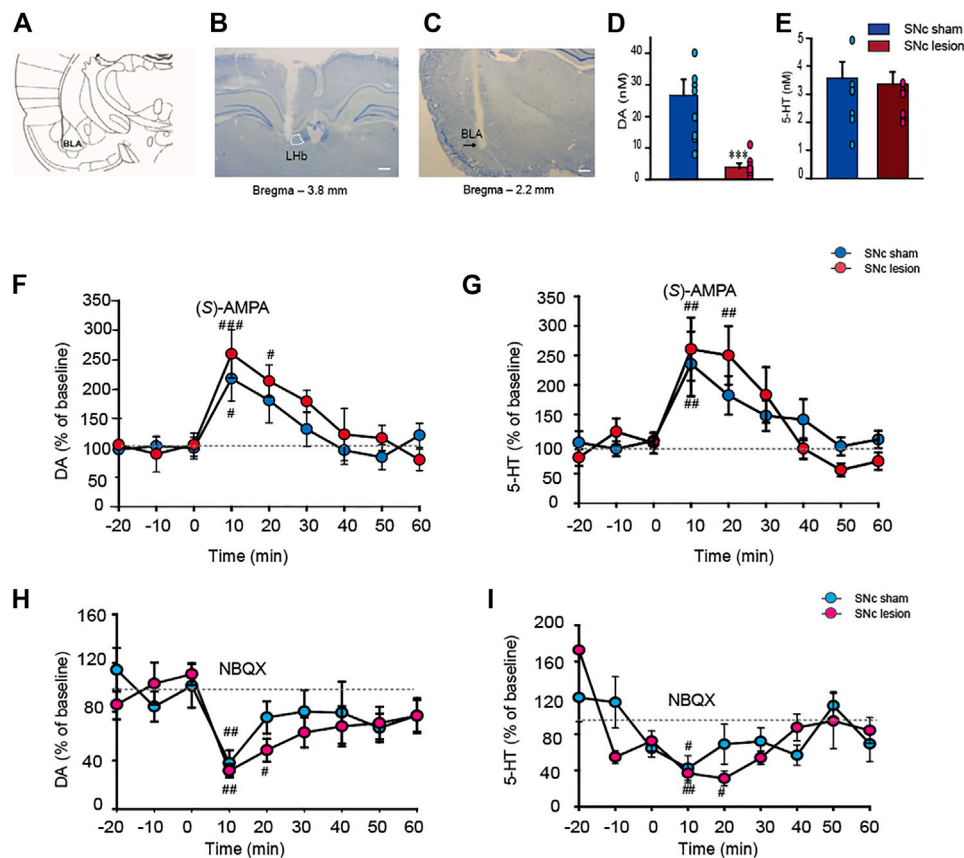 A
BLA
B
LHb
Bregma – 3.8 mm
C
BLA
Bregma – 2.2 mm
D
DA (nM)
40
30
20
10
0
***
E
5-HT (nM)
5
4
3
2
1
0
SNc sham
SNc lesion
F
(S)-AMPA
###
#
#
DA (% of baseline)
350
300
250
200
150
100
50
0
-20 -10 0 10 20 30 40 50 60
Time (min)
SNc sham
SNc lesion
G
(S)-AMPA
##
##
##
5-HT (% of baseline)
350
300
250
200
150
100
50
0
-20 -10 0 10 20 30 40 50 60
Time (min)
H
NBQX
##
##
#
DA (% of baseline)
160
120
80
40
0
-20 -10 0 10 20 30 40 50 60
Time (min)
I
SNc sham
SNc lesion
NBQX
#
##
#
5-HT (% of baseline)
200
160
120
80
40
0
-20 -10 0 10 20 30 40 50 60
Time (min)